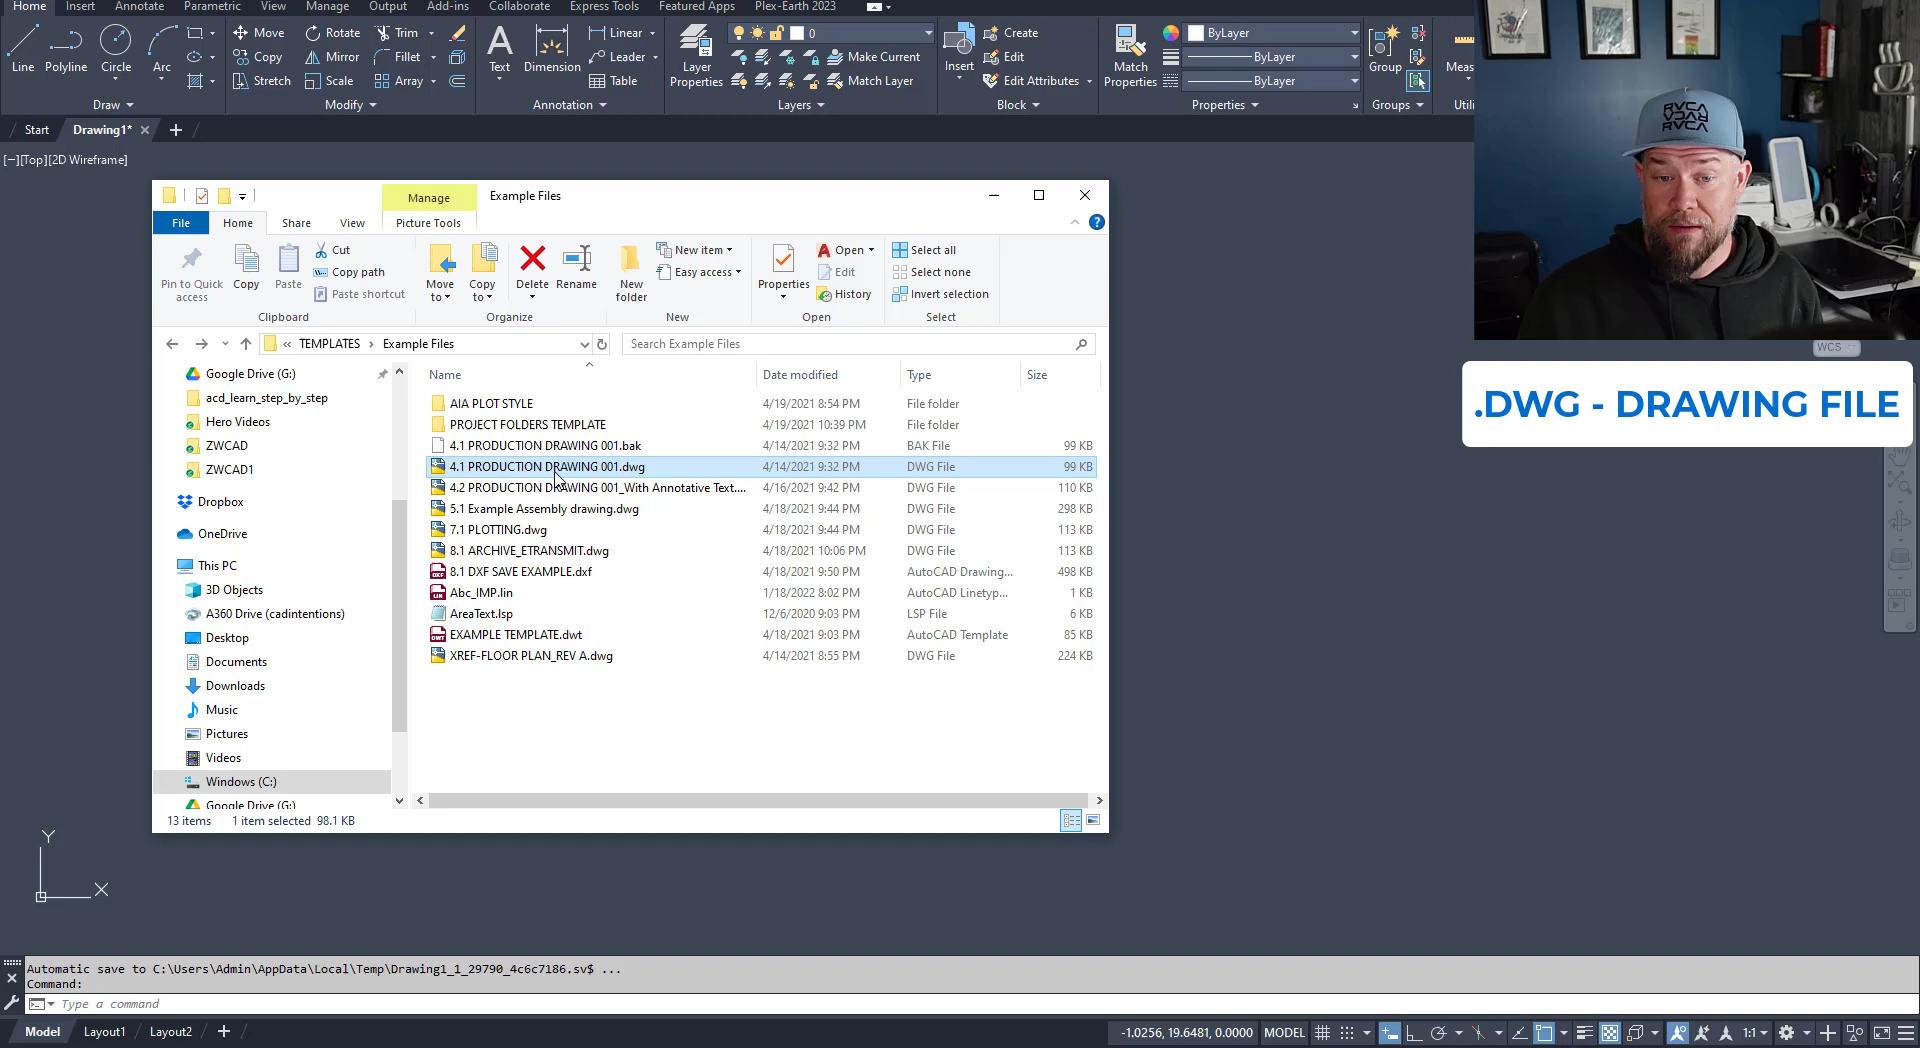 Home Insert Annotate Parametric View Manage Output Add-ins Collaborate Express Tools Featured Apps Plex-Earth 2023
Line Polyline Circle Arc
Draw
Move Rotate Trim
Copy Mirror Fillet
Stretch Scale Array
Modify
Text Dimension
Linear
Leader
Table
Annotation
Layer
Properties
0
Make Current
Match Layer
Layers
Insert
Create
Edit
Edit Attributes
Block
Match
Properties
ByLayer
ByLayer
ByLayer
Properties
Group
Groups
Meas
Uti
RVCA
RVCA
RVCA
Start Drawing1*
[−][Top][2D Wireframe]
WCS
.DWG - DRAWING FILE
Manage Example Files
File Home Share View Picture Tools
Pin to Quick
access
Copy
Paste
Cut
Copy path
Paste shortcut
Clipboard
Move
to
Copy
to
Delete
Rename
Organize
New
folder
New item
Easy access
New
Properties
Open
Edit
History
Open
Select all
Select none
Invert selection
Select
« TEMPLATES › Example Files
Search Example Files
Google Drive (G:)
acd_learn_step_by_step
Hero Videos
ZWCAD
ZWCAD1
Dropbox
OneDrive
This PC
3D Objects
A360 Drive (cadintentions)
Desktop
Documents
Downloads
Music
Pictures
Videos
Windows (C:)
Google Drive (G:)
Name Date modified Type Size
AIA PLOT STYLE 4/19/2021 8:54 PM File folder
PROJECT FOLDERS TEMPLATE 4/19/2021 10:39 PM File folder
4.1 PRODUCTION DRAWING 001.bak 4/14/2021 9:32 PM BAK File 99 KB
4.1 PRODUCTION DRAWING 001.dwg 4/14/2021 9:32 PM DWG File 99 KB
4.2 PRODUCTION DRAWING 001_With Annotative Text.... 4/16/2021 9:42 PM DWG File 110 KB
5.1 Example Assembly drawing.dwg 4/18/2021 9:44 PM DWG File 298 KB
7.1 PLOTTING.dwg 4/18/2021 9:44 PM DWG File 113 KB
8.1 ARCHIVE_ETRANSMIT.dwg 4/18/2021 10:06 PM DWG File 113 KB
8.1 DXF SAVE EXAMPLE.dxf 4/18/2021 9:50 PM AutoCAD Drawing... 498 KB
Abc_IMP.lin 1/18/2022 8:02 PM AutoCAD Linetyp... 1 KB
AreaText.lsp 12/6/2020 9:03 PM LSP File 6 KB
EXAMPLE TEMPLATE.dwt 4/18/2021 9:03 PM AutoCAD Template 85 KB
XREF-FLOOR PLAN_REV A.dwg 4/14/2021 8:55 PM DWG File 224 KB
13 items 1 item selected 98.1 KB
Y
X
Automatic save to C:\Users\Admin\AppData\Local\Temp\Drawing1_1_29790_4c6c7186.sv$ ...
Command:
Type a command
Model Layout1 Layout2
-1.0256, 19.6481, 0.0000 MODEL 1:1